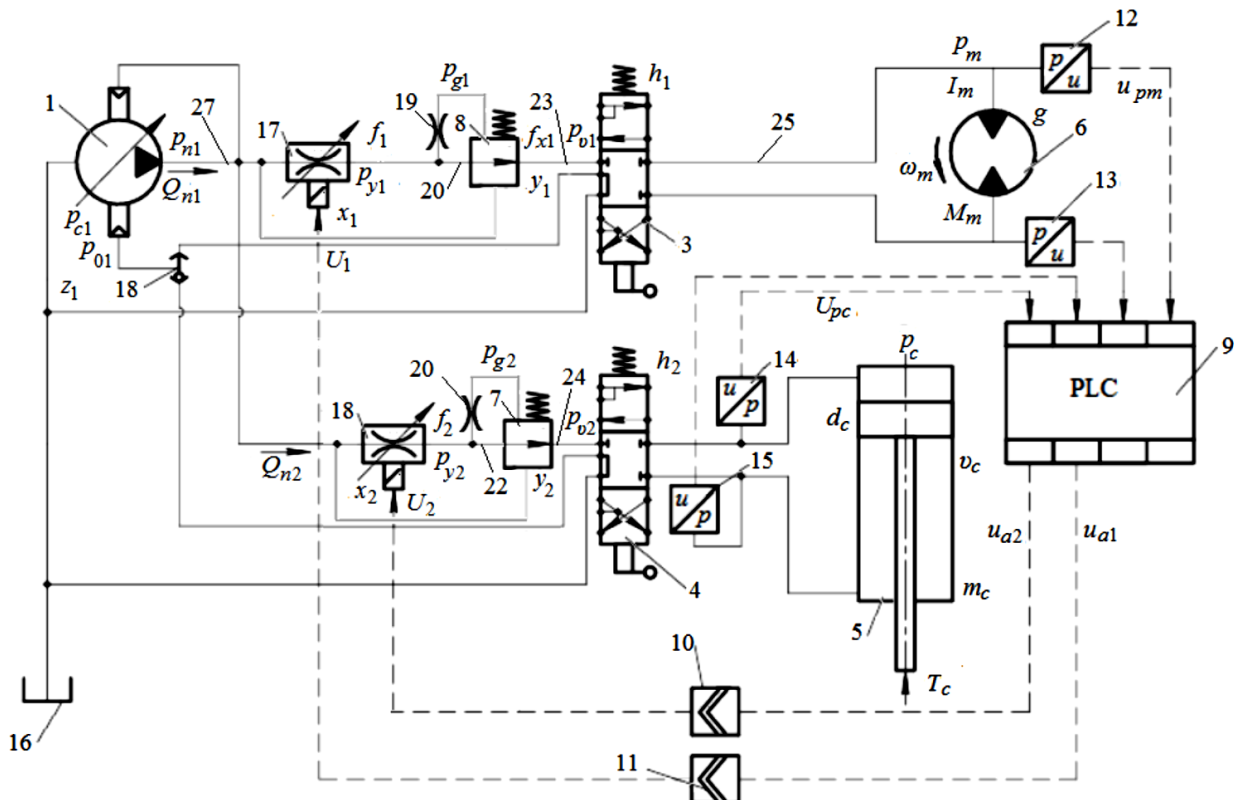 12
p_m
p_g1
h_1
p
u
u_pm
I_m
1
27
19
8
23
17
f_1
f_x1
p_υ1
25
g
6
p_n1
Q_n1
p_y1
20
y_1
ω_m
13
p_c1
x_1
M_m
p
u
p_01
U_1
3
18
z_1
U_pc
p_g2
h_2
14
p_c
9
20
7
24
u
p
PLC
18
f_2
p_υ2
d_c
Q_n2
p_y2
22
y_2
15
υ_c
x_2
U_2
u
p
u_a2
u_a1
4
m_c
5
10
T_c
16
11